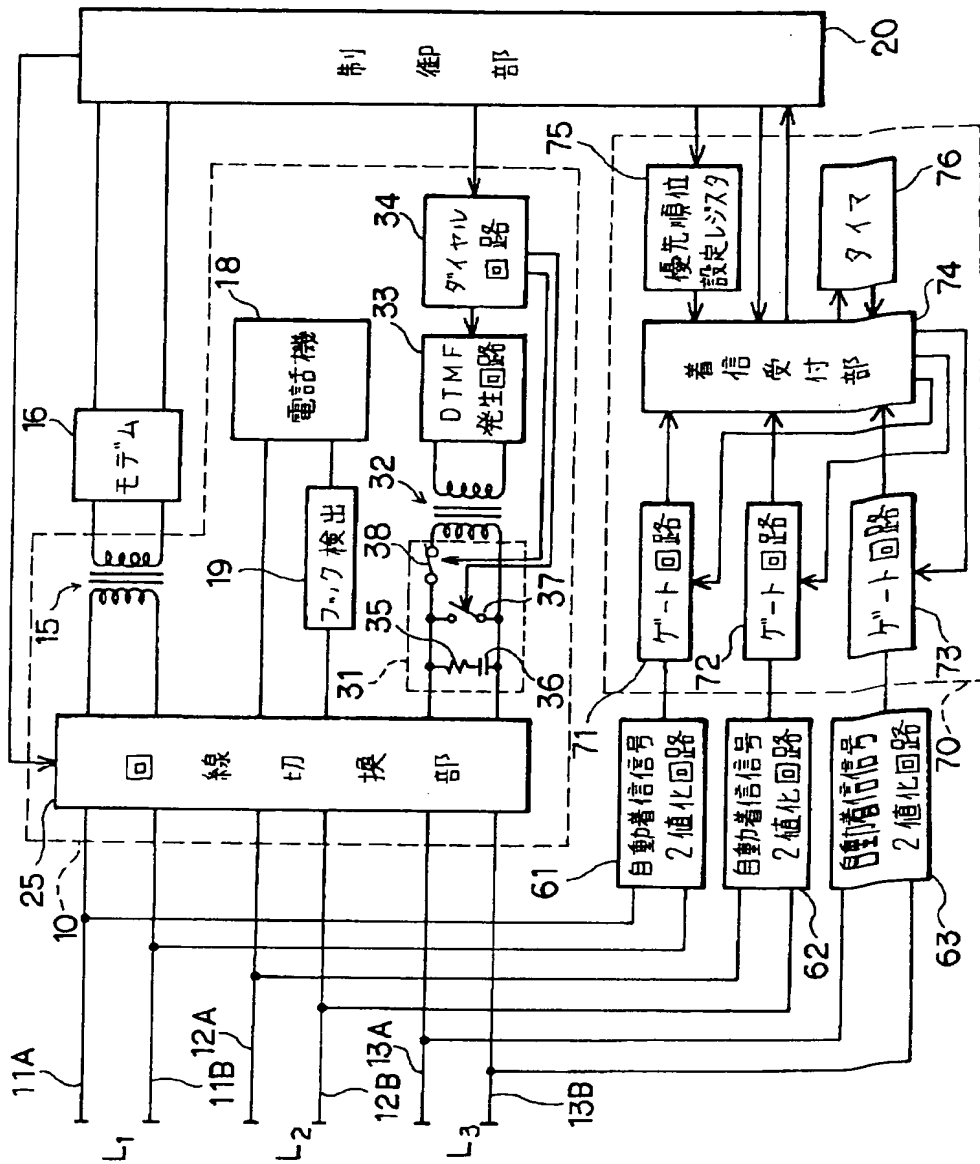 制御部
20
16
モデム
15
18
電話機
19
フック検出
34
ダイヤル
回路
33
DTMF
発生回路
32
38
35
37
31
36
25
回線切換部
10
11A
11B
L1
12A
12B
L2
13A
13B
L3
75
優先順位
設定レジスタ
76
タイマ
74
着信受付部
71
ゲート回路
72
ゲート回路
73
ゲート回路
70
61
自動着信信号
2値化回路
62
自動着信信号
2値化回路
63
自動着信信号
2値化回路